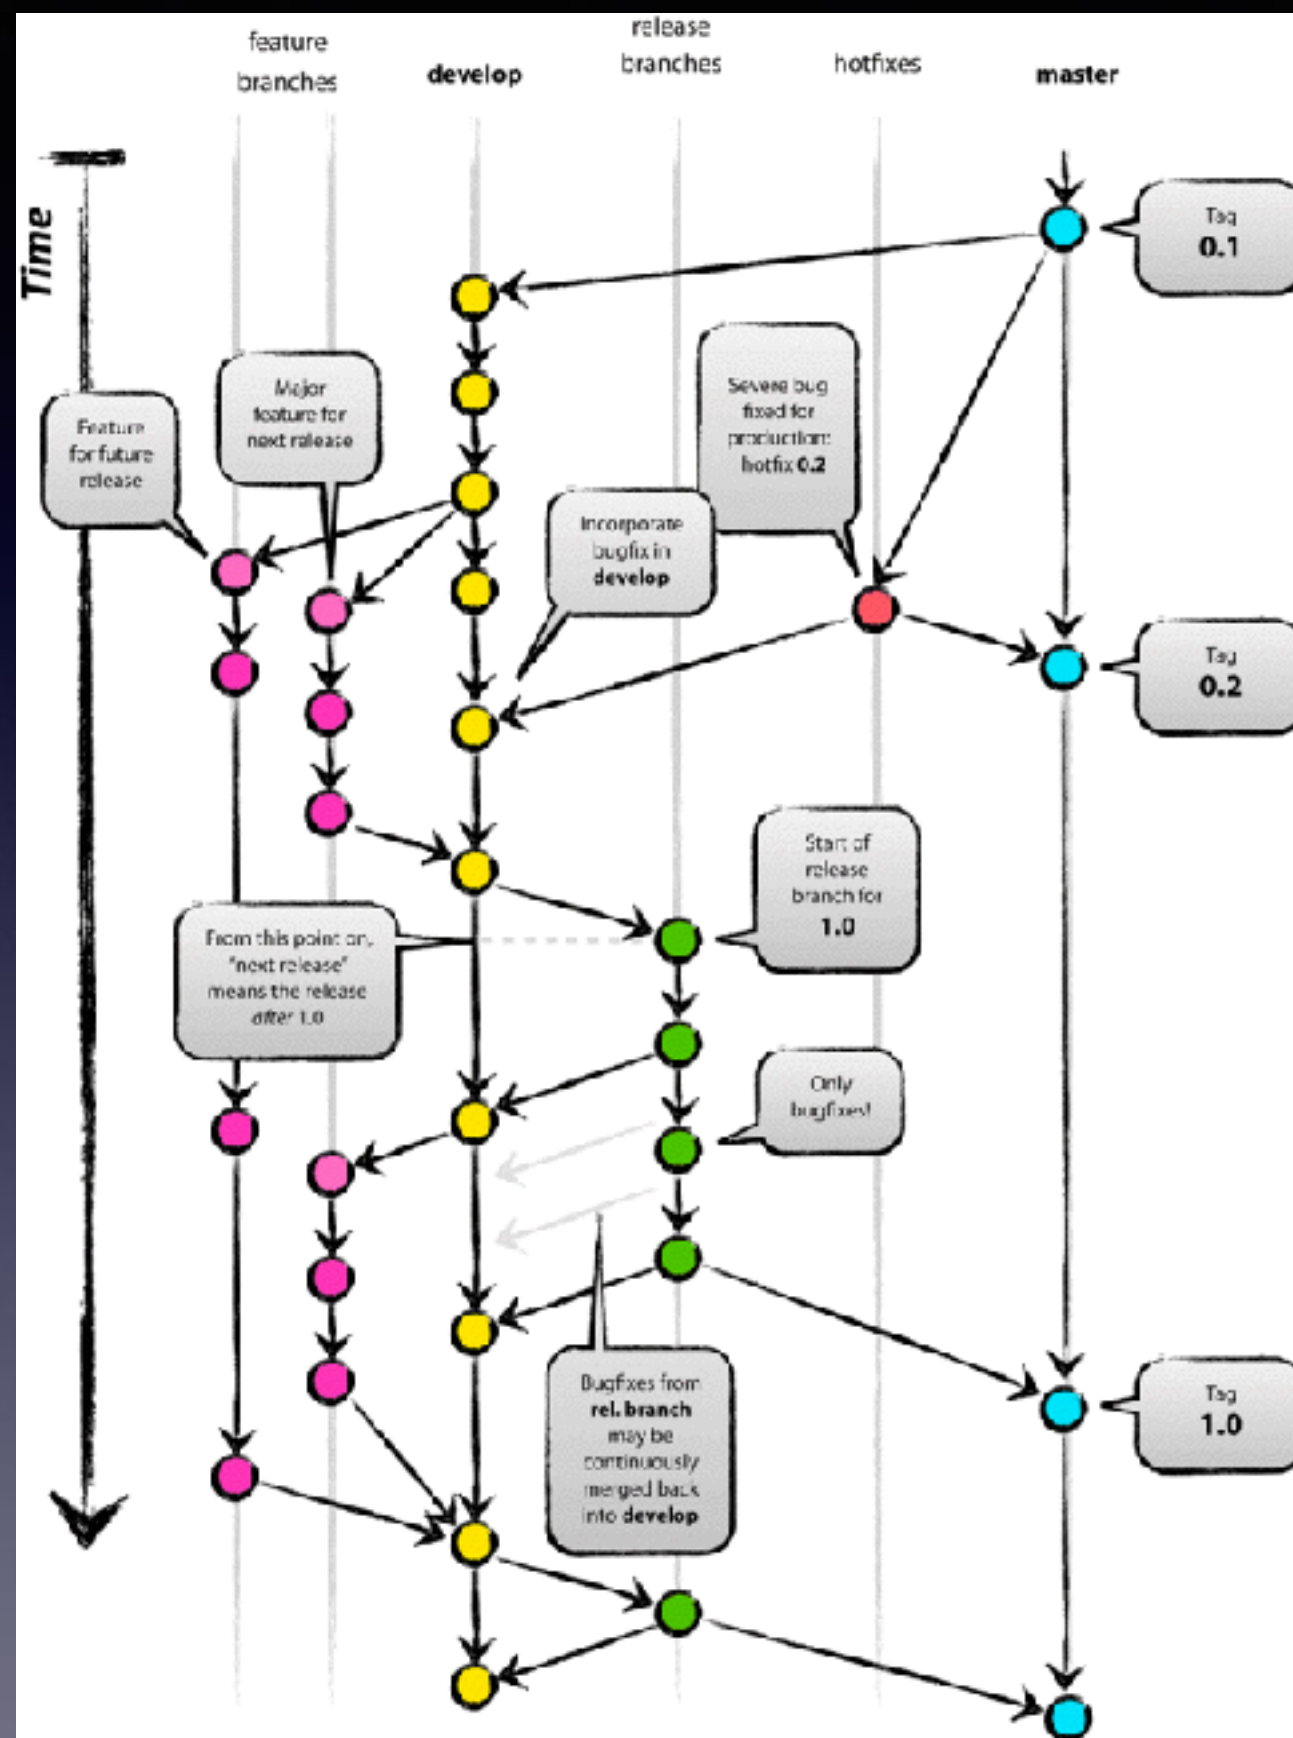 feature
branches
develop
release
branches
hotfixes
master
Time
Tag
0.1
Major
feature for
next release
Severe bug
fixed for
production:
hotfix 0.2
Feature
for future
release
Incorporate
bugfix in
develop
Tag
0.2
Start of
release
branch for
1.0
From this point on,
"next release"
means the release
after 1.0
Only
bugfixes!
Bugfixes from
rel. branch
may be
continuously
merged back
into develop
Tag
1.0